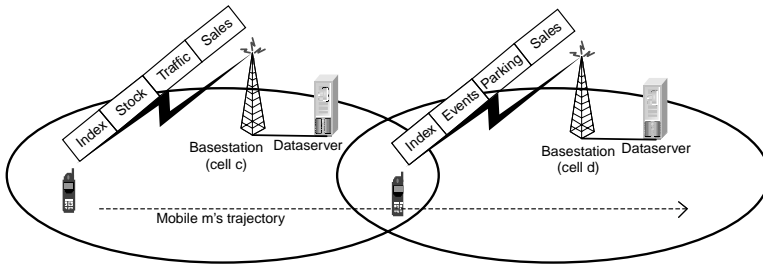 Index Stock Traffic Sales
Index Events Parking Sales
Basestation
(cell c)
Dataserver
Basestation
(cell d)
Dataserver
Mobile m's trajectory